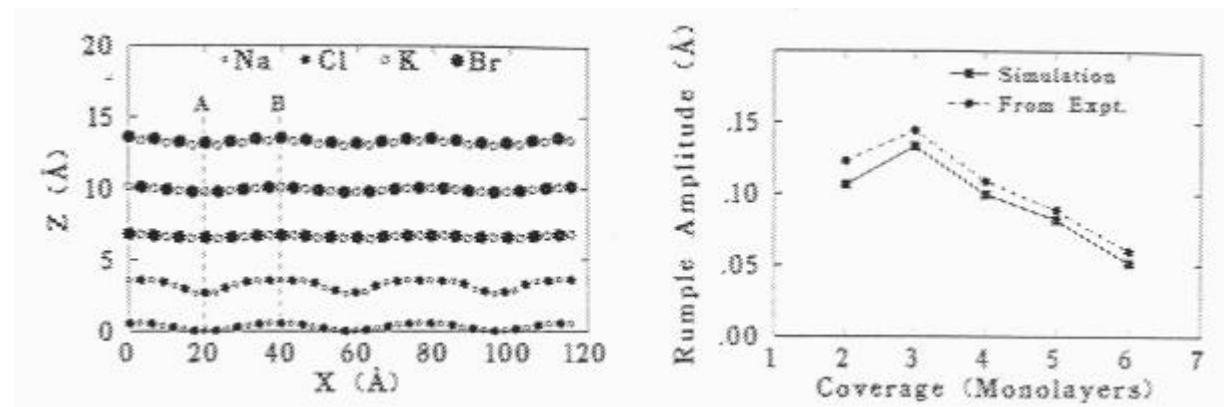 20
15
10
5
0
Z (Å)
Na Cl K Br
A B
0 20 40 60 80 100 120
X (Å)
Rumple Amplitude (Å)
.15
.10
.05
.00
Simulation
From Expt.
1 2 3 4 5 6 7
Coverage (Monolayers)